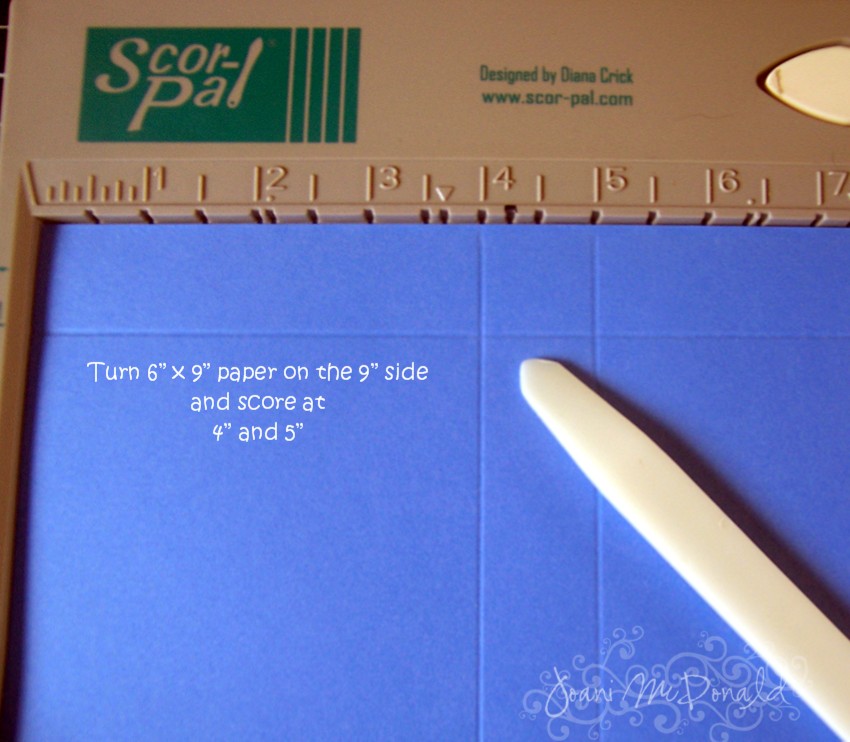 Scor-
Pal
Designed by Diana Crick
www.scor-pal.com
1 2 3 4 5 6 7
Turn 6” x 9” paper on the 9” side
and score at
4” and 5”
Joani McDonald